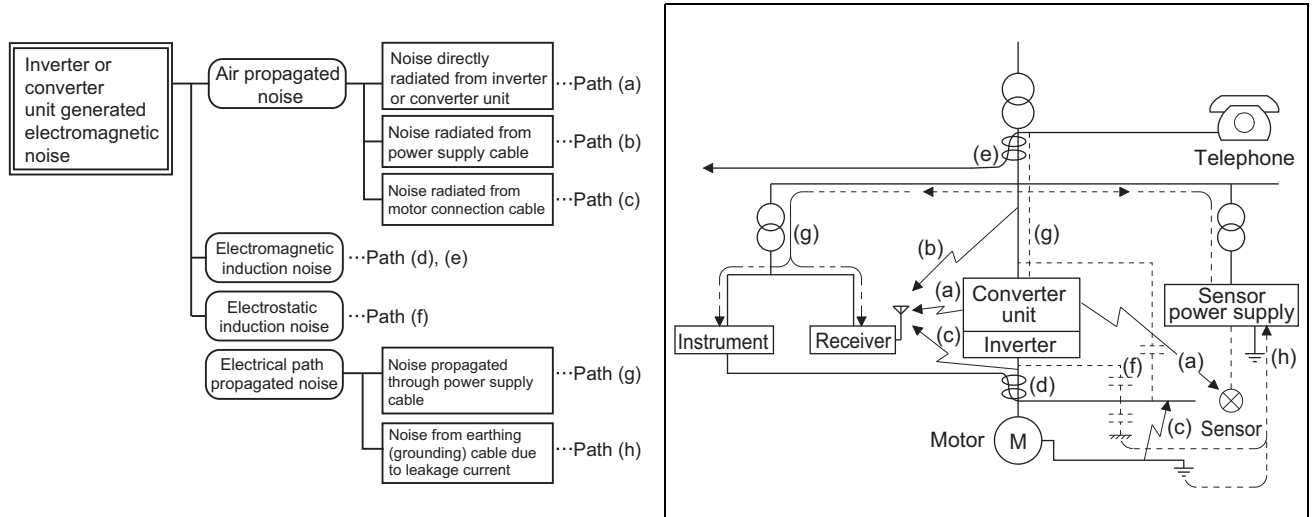 Inverter or
converter
unit generated
electromagnetic
noise
Air propagated
noise
Noise directly
radiated from inverter
or converter unit
···Path (a)
Noise radiated from
power supply cable
···Path (b)
Noise radiated from
motor connection cable
···Path (c)
Electromagnetic
induction noise
···Path (d), (e)
Electrostatic
induction noise
···Path (f)
Electrical path
propagated noise
Noise propagated
through power supply
cable
···Path (g)
Noise from earthing
(grounding) cable due
to leakage current
···Path (h)
Telephone
(e)
(g)
(g)
(b)
(a)
Converter
unit
Sensor
power supply
Instrument
Receiver
Inverter
(c)
(f)
(a)
(h)
(d)
Sensor
(c)
Motor
M